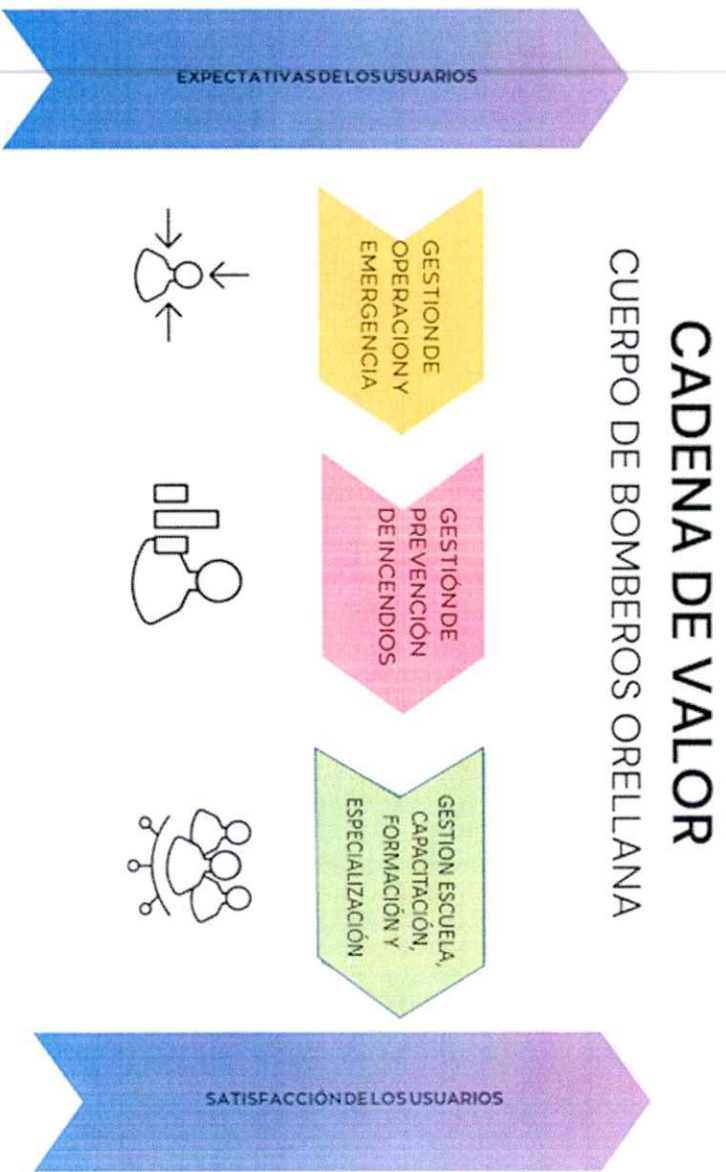 CADENA DE VALOR
CUERPO DE BOMBEROS ORELLANA
EXPECTATIVAS DE LOS USUARIOS
GESTION DE
OPERACION Y
EMERGENCIA
GESTIÓN DE
PREVENCIÓN
DE INCENDIOS
GESTION ESCUELA,
CAPACITACIÓN,
FORMACIÓN Y
ESPECIALIZACIÓN
SATISFACCIÓN DE LOS USUARIOS